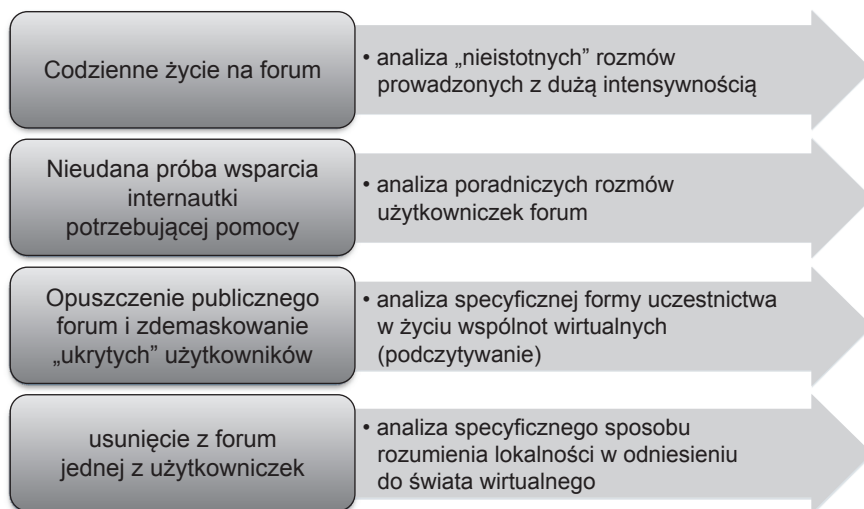 Codzienne życie na forum
• analiza „nieistotnych” rozmów
prowadzonych z dużą intensywnością
Nieudana próba wsparcia
internautki
potrzebującej pomocy
• analiza poradniczych rozmów
użytkowniczek forum
Opuszczenie publicznego
forum i zdemaskowanie
„ukrytych” użytkowników
• analiza specyficznej formy uczestnictwa
w życiu wspólnot wirtualnych
(podczytywanie)
usunięcie z forum
jednej z użytkowniczek
• analiza specyficznego sposobu
rozumienia lokalności w odniesieniu
do świata wirtualnego